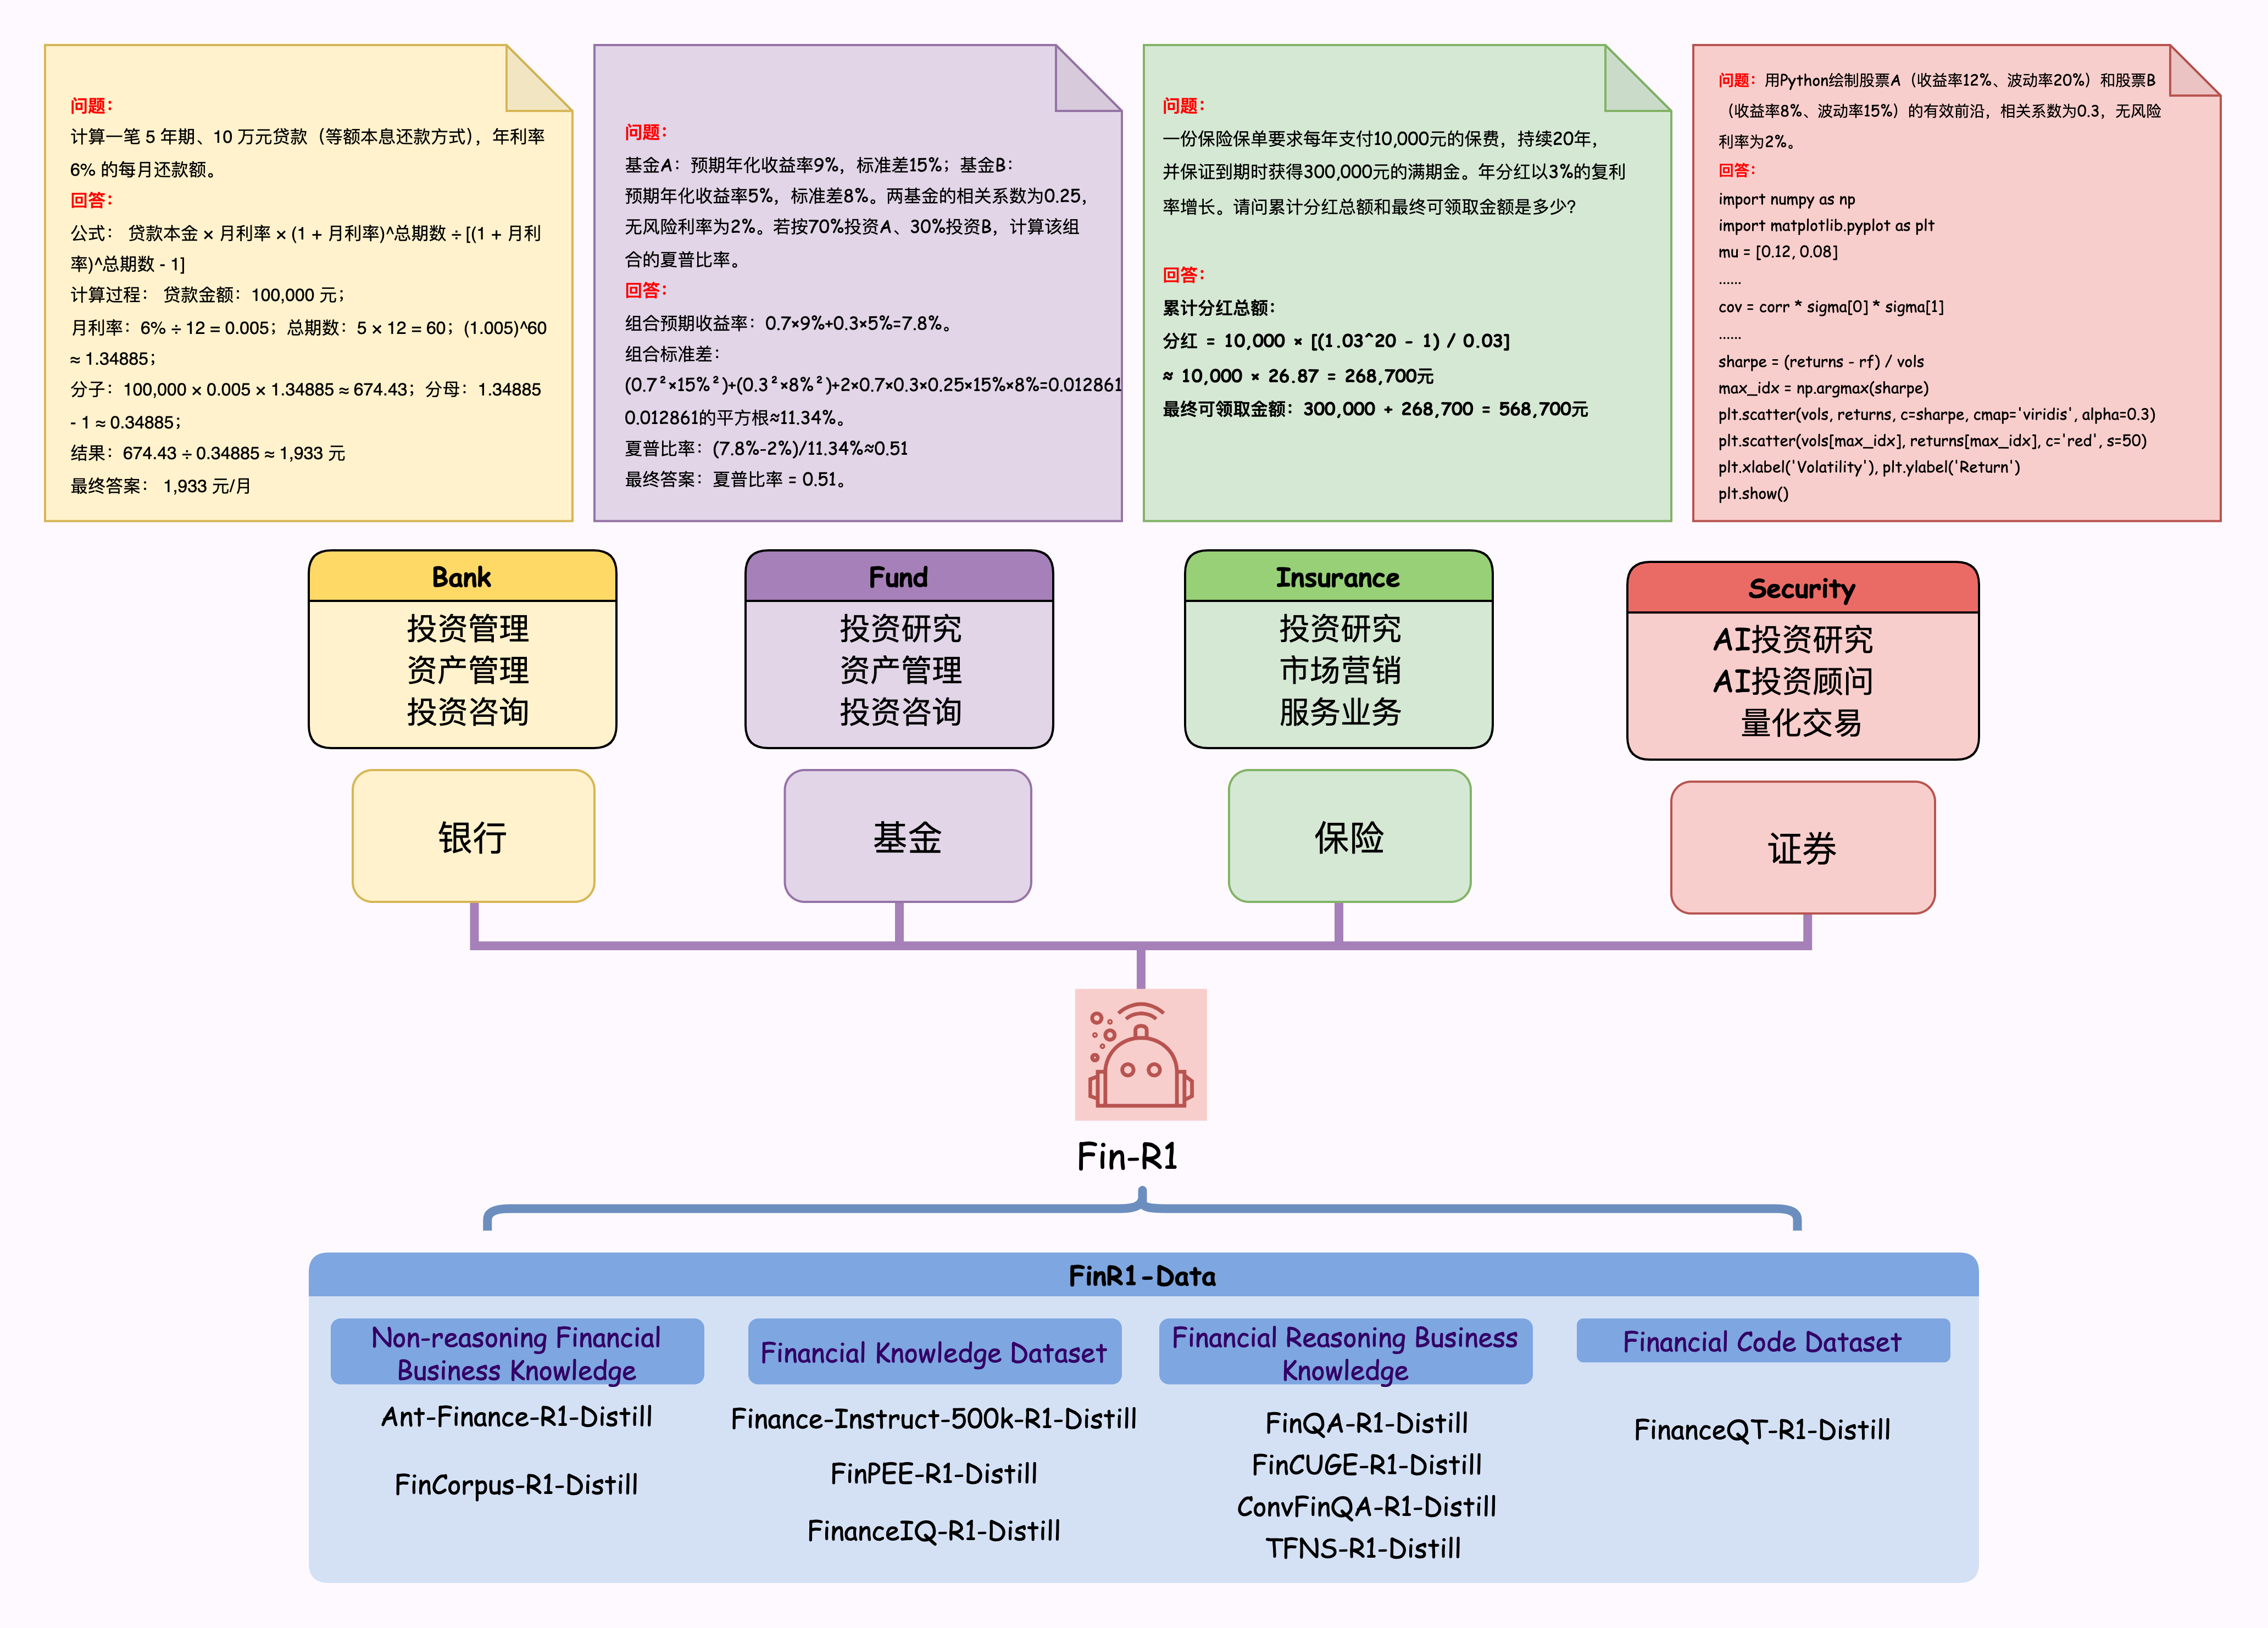 问题：
计算一笔 5 年期、10 万元贷款（等额本息还款方式），年利率
6% 的每月还款额。
回答：
公式： 贷款本金 × 月利率 × (1 + 月利率)^总期数 ÷ [(1 + 月利
率)^总期数 - 1]
计算过程： 贷款金额：100,000 元；
月利率：6% ÷ 12 = 0.005；总期数：5 × 12 = 60；(1.005)^60
≈ 1.34885；
分子：100,000 × 0.005 × 1.34885 ≈ 674.43；分母：1.34885
- 1 ≈ 0.34885；
结果：674.43 ÷ 0.34885 ≈ 1,933 元
最终答案： 1,933 元/月
问题：
基金A：预期年化收益率9%，标准差15%；基金B：
预期年化收益率5%，标准差8%。两基金的相关系数为0.25，
无风险利率为2%。若按70%投资A、30%投资B，计算该组
合的夏普比率。
回答：
组合预期收益率：0.7×9%+0.3×5%=7.8%。
组合标准差：
(0.7²×15%²)+(0.3²×8%²)+2×0.7×0.3×0.25×15%×8%=0.012861
0.012861的平方根≈11.34%。
夏普比率：(7.8%-2%)/11.34%≈0.51
最终答案：夏普比率 = 0.51。
问题：
一份保险保单要求每年支付10,000元的保费，持续20年，
并保证到期时获得300,000元的满期金。年分红以3%的复利
率增长。请问累计分红总额和最终可领取金额是多少？
回答：
累计分红总额：
分红 = 10,000 × [(1.03^20 - 1) / 0.03]
≈ 10,000 × 26.87 = 268,700元
最终可领取金额：300,000 + 268,700 = 568,700元
问题：用Python绘制股票A（收益率12%、波动率20%）和股票B
（收益率8%、波动率15%）的有效前沿，相关系数为0.3，无风险
利率为2%。
回答：
import numpy as np
import matplotlib.pyplot as plt
mu = [0.12, 0.08]
......
cov = corr * sigma[0] * sigma[1]
......
sharpe = (returns - rf) / vols
max_idx = np.argmax(sharpe)
plt.scatter(vols, returns, c=sharpe, cmap='viridis', alpha=0.3)
plt.scatter(vols[max_idx], returns[max_idx], c='red', s=50)
plt.xlabel('Volatility'), plt.ylabel('Return')
plt.show()
Bank
投资管理
资产管理
投资咨询
Fund
投资研究
资产管理
投资咨询
Insurance
投资研究
市场营销
服务业务
Security
AI投资研究
AI投资顾问
量化交易
银行
基金
保险
证券
Fin-R1
FinR1-Data
Non-reasoning Financial
Business Knowledge
Ant-Finance-R1-Distill
FinCorpus-R1-Distill
Financial Knowledge Dataset
Finance-Instruct-500k-R1-Distill
FinPEE-R1-Distill
FinanceIQ-R1-Distill
Financial Reasoning Business
Knowledge
FinQA-R1-Distill
FinCUGE-R1-Distill
ConvFinQA-R1-Distill
TFNS-R1-Distill
Financial Code Dataset
FinanceQT-R1-Distill